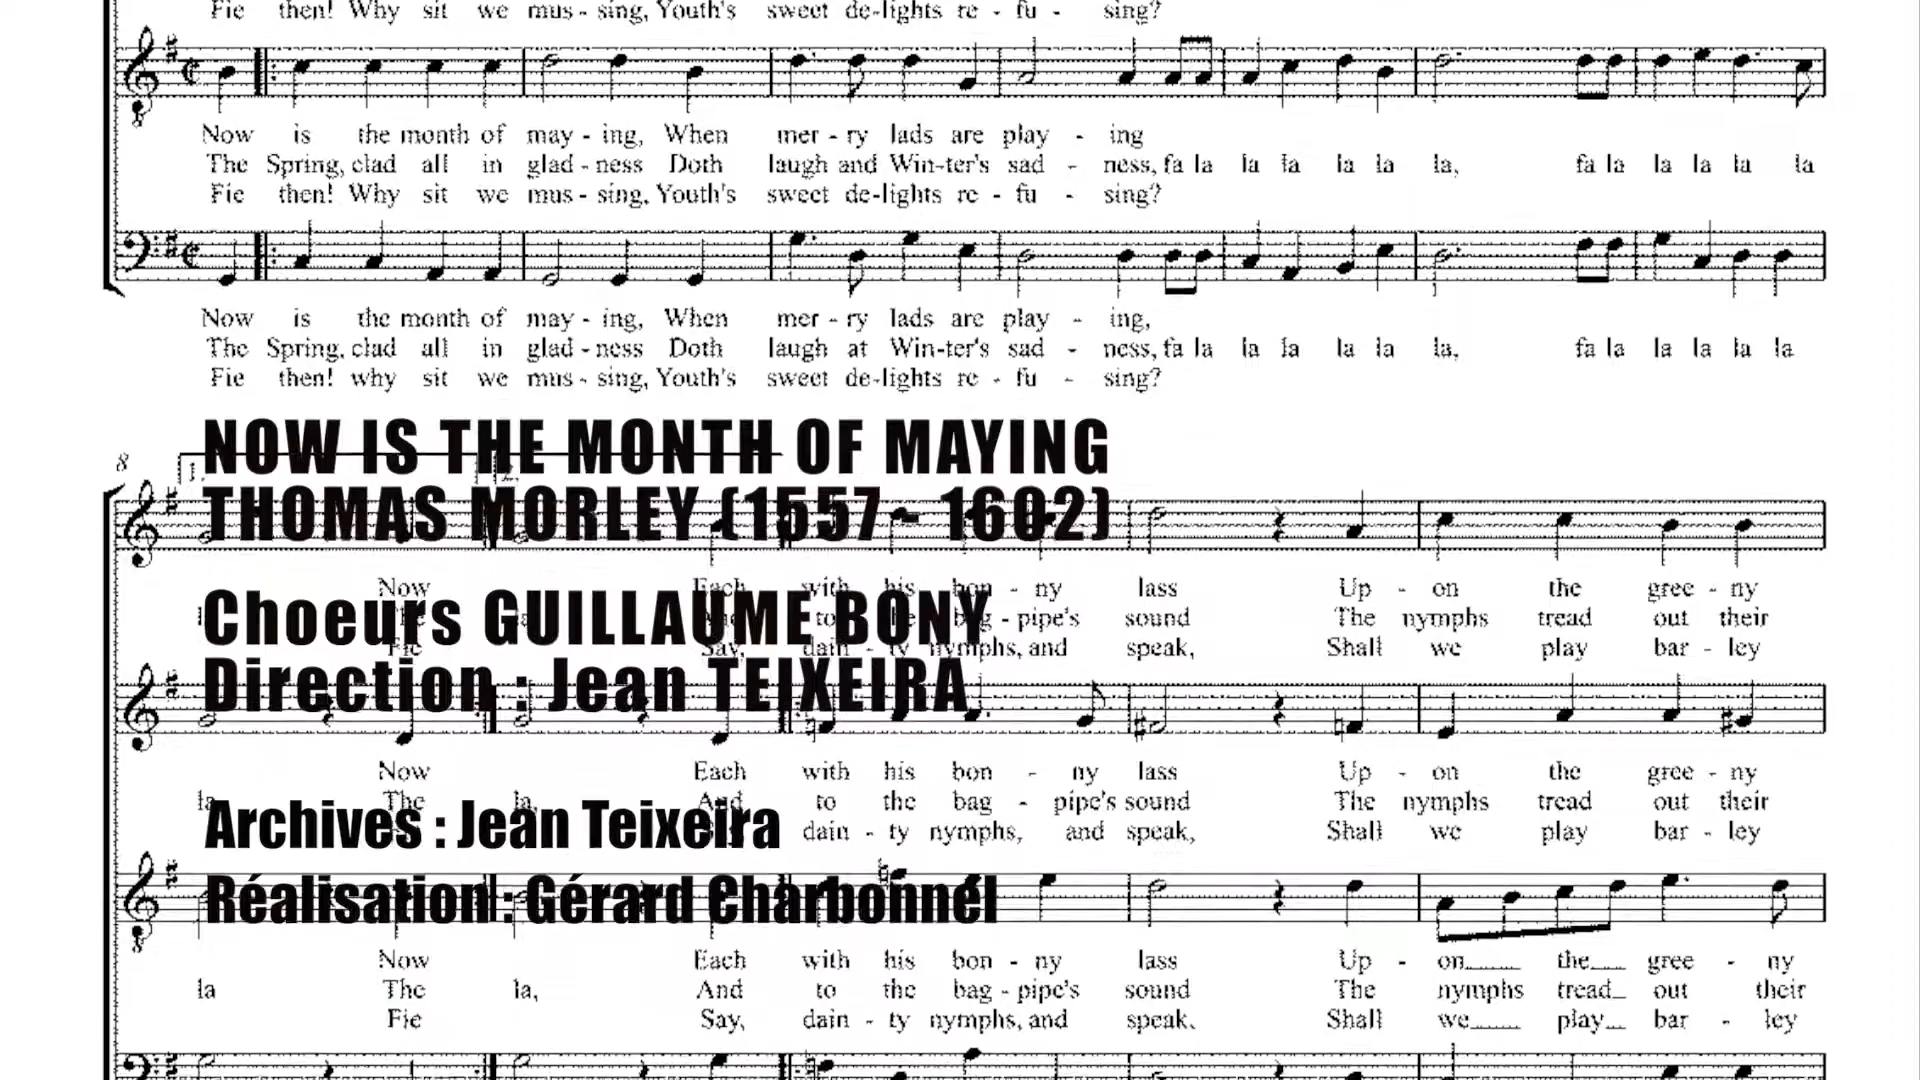 Fie then! Why sit we mus - sing, Youth's sweet de-lights re - fu - sing?
Now is the month of may - ing, When mer - ry lads are play - ing
The Spring, clad all in glad - ness Doth laugh and Win-ter's sad - ness, fa la la la la la la, fa la la la la la
Fie then! Why sit we mus - sing, Youth's sweet de-lights re - fu - sing?
Now is the month of may - ing, When mer - ry lads are play - ing,
The Spring, clad all in glad - ness Doth laugh at Win-ter's sad - ness, fa la la la la la la, fa la la la la la
Fie then! why sit we mus - sing, Youth's sweet de-lights re - fu - sing?
NOW IS THE MONTH OF MAYING
8
THOMAS MORLEY (1557 - 1602)
Now Each with his bon - ny lass Up - on the gree - ny
to bag - pipe's sound The nymphs tread out their
Choeurs GUILLAUME BONY
Fie Say, dain - ty nymphs, and speak, Shall we play bar - ley
Direction : Jean TEIXEIRA
Now Each with his bon - ny lass Up - on the gree - ny
la The la, And to the bag - pipe's sound The nymphs tread out their
dain - ty nymphs, and speak, Shall we play bar - ley
Archives : Jean Teixeira
Réalisation : Gérard Charbonnel
Now Each with his bon - ny lass Up - on the gree - ny
la The la, And to the bag - pipe's sound The nymphs tread out their
Fie Say, dain - ty nymphs, and speak. Shall we play bar - ley